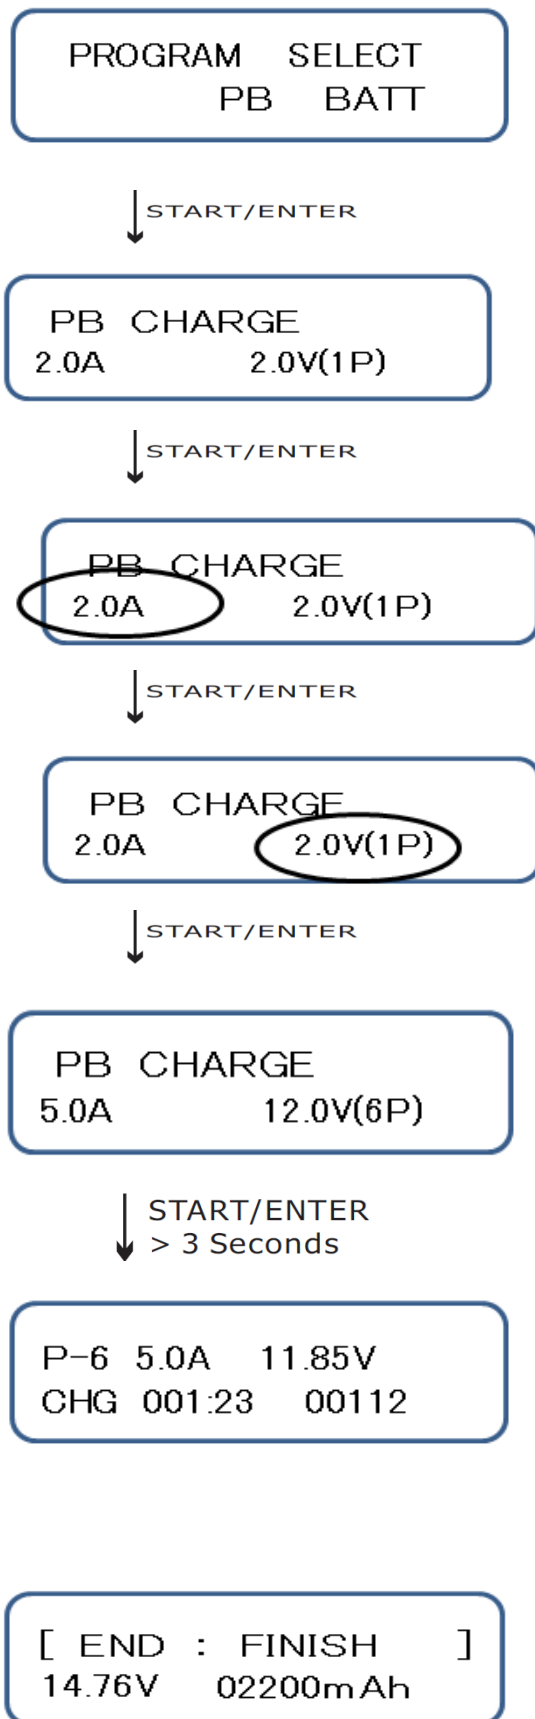 PROGRAM SELECT
PB BATT
START/ENTER
PB CHARGE
2.0A 2.0V(1P)
START/ENTER
PB CHARGE
2.0A 2.0V(1P)
START/ENTER
PB CHARGE
2.0A 2.0V(1P)
START/ENTER
PB CHARGE
5.0A 12.0V(6P)
START/ENTER
> 3 Seconds
P-6 5.0A 11.85V
CHG 001:23 00112
[ END : FINISH ]
14.76V 02200mAh